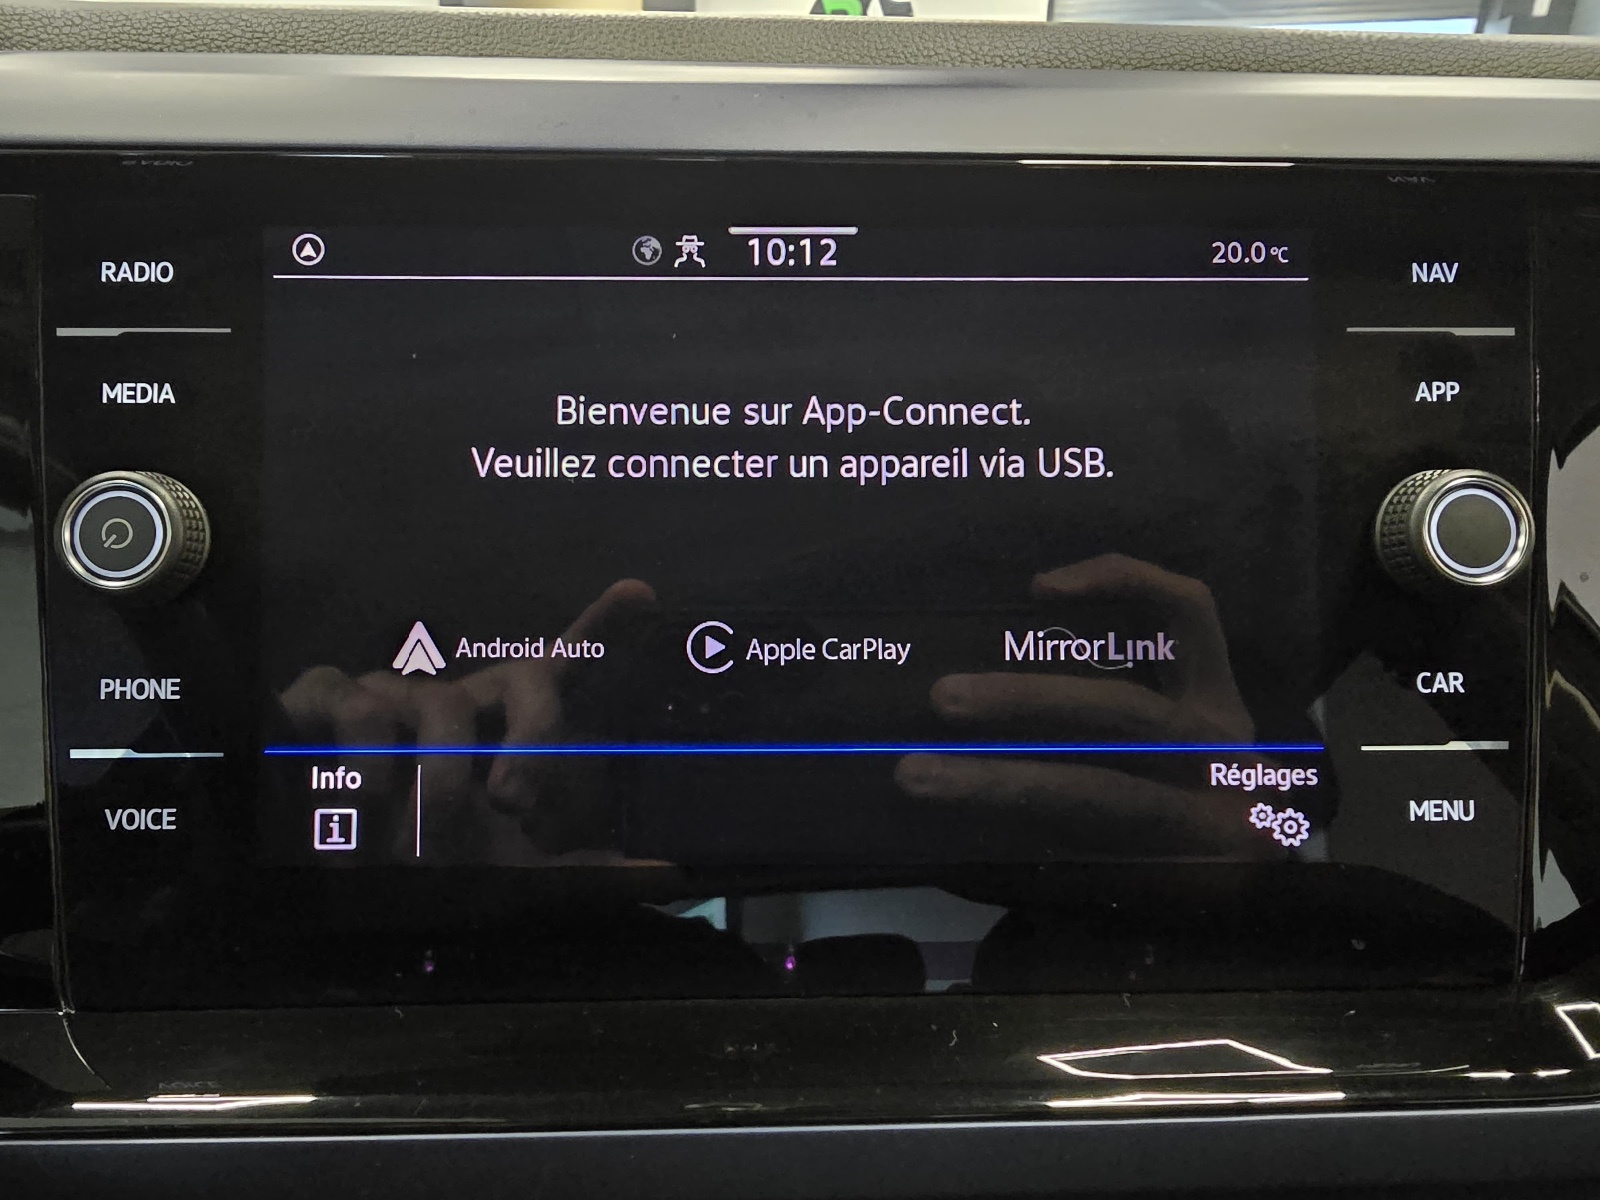 RADIO
MEDIA
PHONE
VOICE
10:12
20.0°C
Bienvenue sur App-Connect.
Veuillez connecter un appareil via USB.
Android Auto
Apple CarPlay
MirrorLink
Info
Réglages
NAV
APP
CAR
MENU